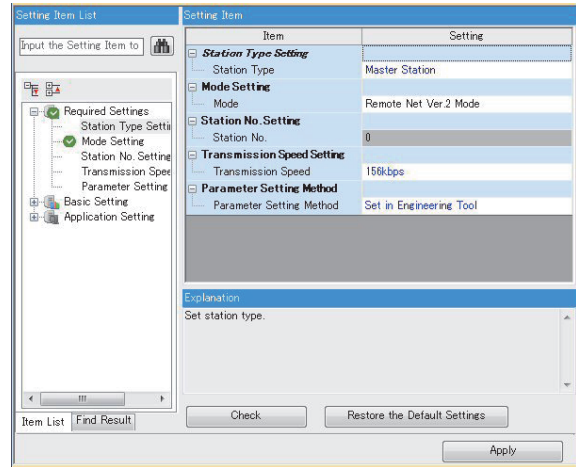 Setting Item List
Input the Setting Item to
Required Settings
Station Type Setti
Mode Setting
Station No. Setting
Transmission Spee
Parameter Setting
Basic Setting
Application Setting
Item List
Find Result
Setting Item
Item Setting
Station Type Setting
Station Type Master Station
Mode Setting
Mode Remote Net Ver.2 Mode
Station No.Setting
Station No. 0
Transmission Speed Setting
Transmission Speed 156kbps
Parameter Setting Method
Parameter Setting Method Set in Engineering Tool
Explanation
Set station type.
Check
Restore the Default Settings
Apply